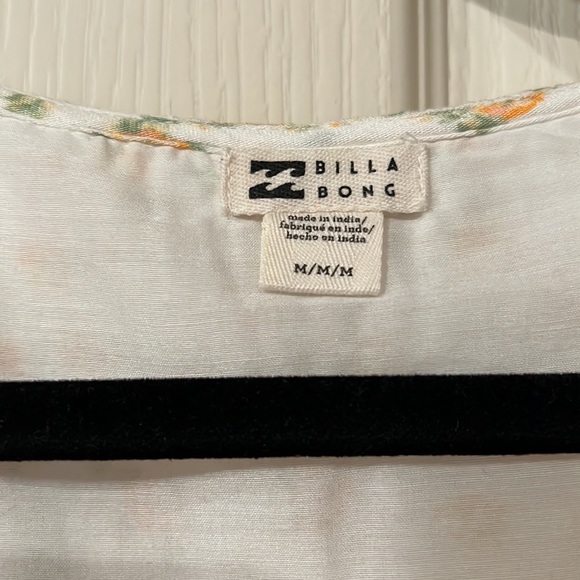 BILLA
BONG
made in india/
fabriqué en inde/
hecho en india
M/M/M